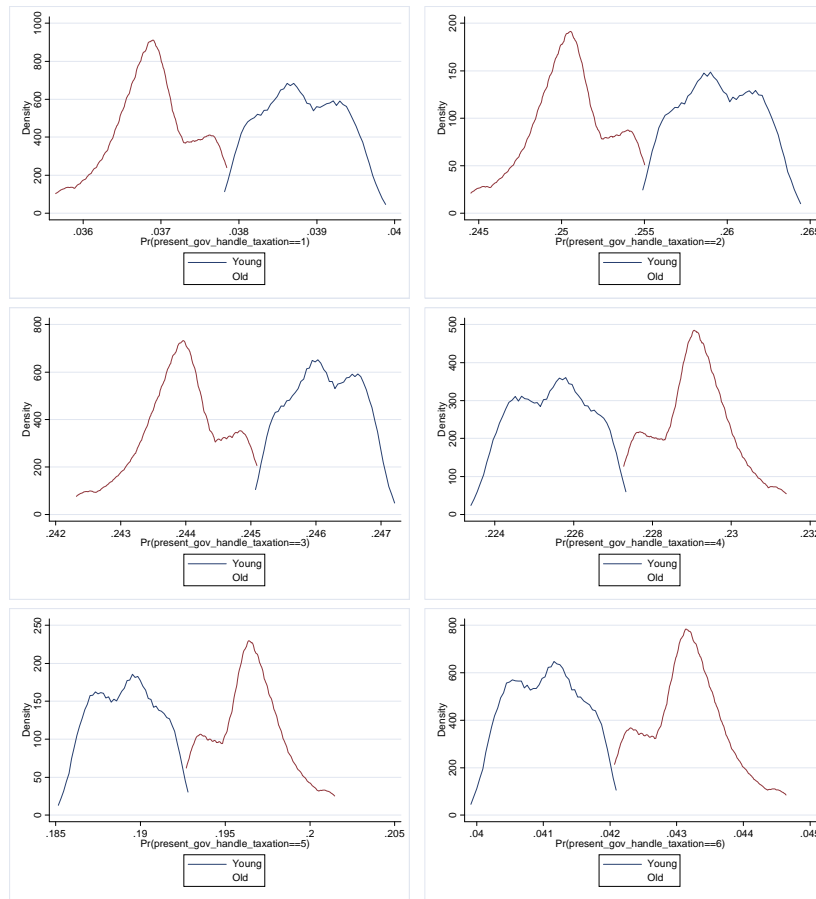 1000
800
600
400
200
0
Density
.036 .037 .038 .039 .04
Pr(present_gov_handle_taxation==1)
Young
Old
200
150
100
50
0
Density
.245 .25 .255 .26 .265
Pr(present_gov_handle_taxation==2)
Young
Old
800
600
400
200
0
Density
.242 .243 .244 .245 .246 .247
Pr(present_gov_handle_taxation==3)
Young
Old
500
400
300
200
100
0
Density
.224 .226 .228 .23 .232
Pr(present_gov_handle_taxation==4)
Young
Old
250
200
150
100
50
0
Density
.185 .19 .195 .2 .205
Pr(present_gov_handle_taxation==5)
Young
Old
800
600
400
200
0
Density
.04 .041 .042 .043 .044 .045
Pr(present_gov_handle_taxation==6)
Young
Old